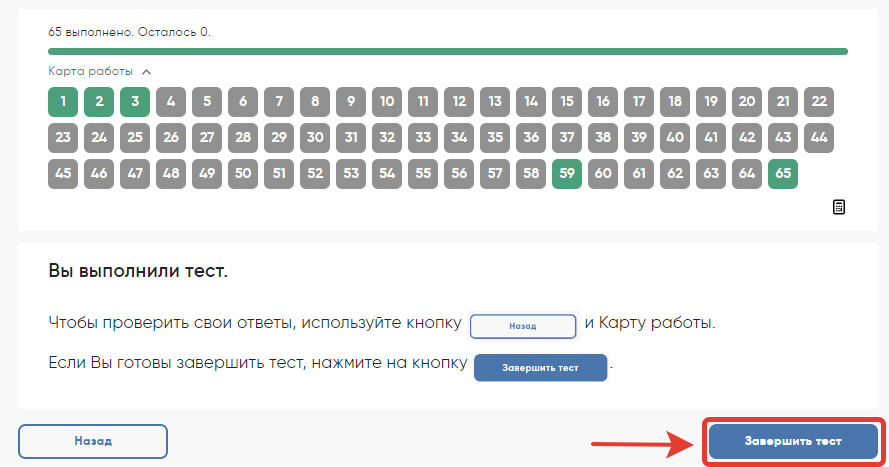 65 выполнено. Осталось 0.
Карта работы
1 2 3 4 5 6 7 8 9 10 11 12 13 14 15 16 17 18 19 20 21 22
23 24 25 26 27 28 29 30 31 32 33 34 35 36 37 38 39 40 41 42 43 44
45 46 47 48 49 50 51 52 53 54 55 56 57 58 59 60 61 62 63 64 65
Вы выполнили тест.
Чтобы проверить свои ответы, используйте кнопку Назад и Карту работы.
Если Вы готовы завершить тест, нажмите на кнопку Завершить тест.
Назад Завершить тест